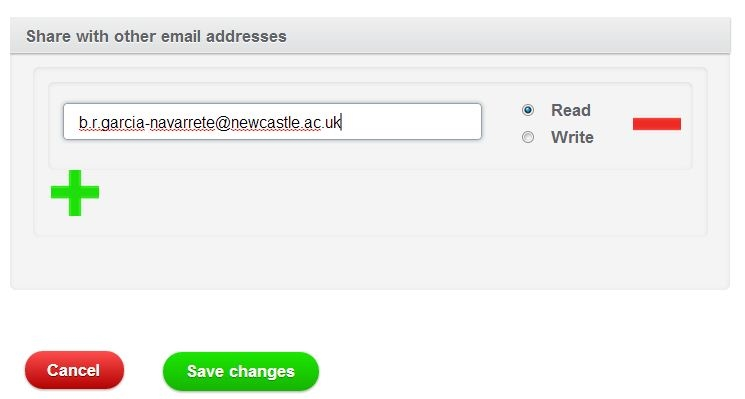 Share with other email addresses
b.r.garcia-navarrete@newcastle.ac.uk
Read
Write
Cancel
Save changes